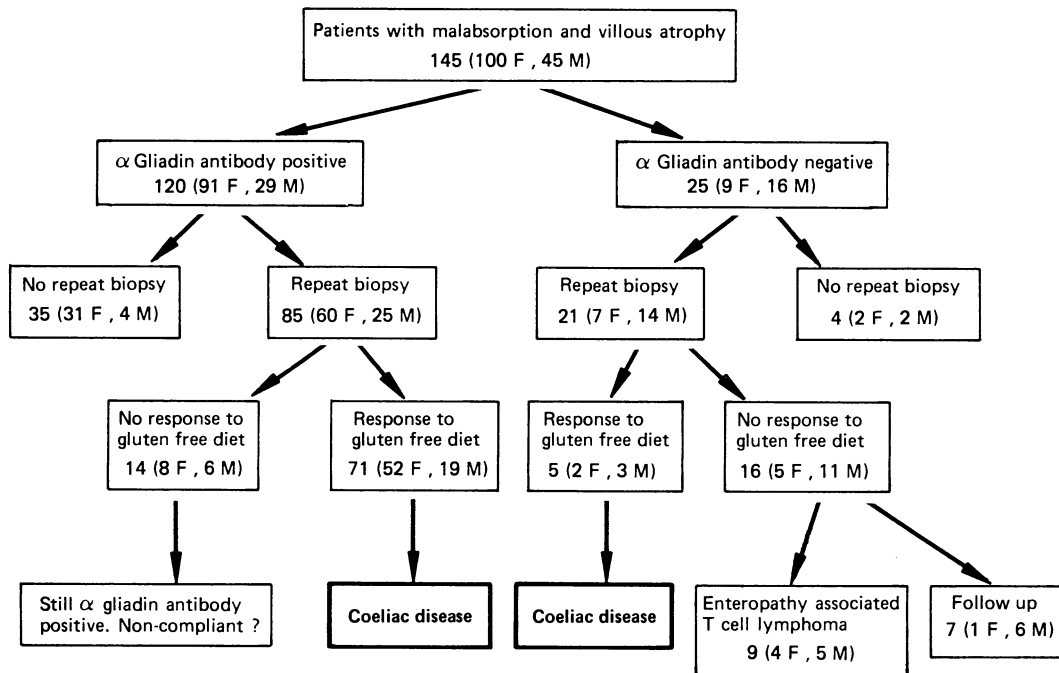 Patients with malabsorption and villous atrophy
145 (100 F , 45 M)
α Gliadin antibody positive
120 (91 F , 29 M)
α Gliadin antibody negative
25 (9 F , 16 M)
No repeat biopsy
35 (31 F , 4 M)
Repeat biopsy
85 (60 F , 25 M)
Repeat biopsy
21 (7 F , 14 M)
No repeat biopsy
4 (2 F , 2 M)
No response to
gluten free diet
14 (8 F , 6 M)
Response to
gluten free diet
71 (52 F , 19 M)
Response to
gluten free diet
5 (2 F , 3 M)
No response to
gluten free diet
16 (5 F , 11 M)
Still α gliadin antibody
positive. Non-compliant ?
Coeliac disease
Coeliac disease
Enteropathy associated
T cell lymphoma
9 (4 F , 5 M)
Follow up
7 (1 F , 6 M)